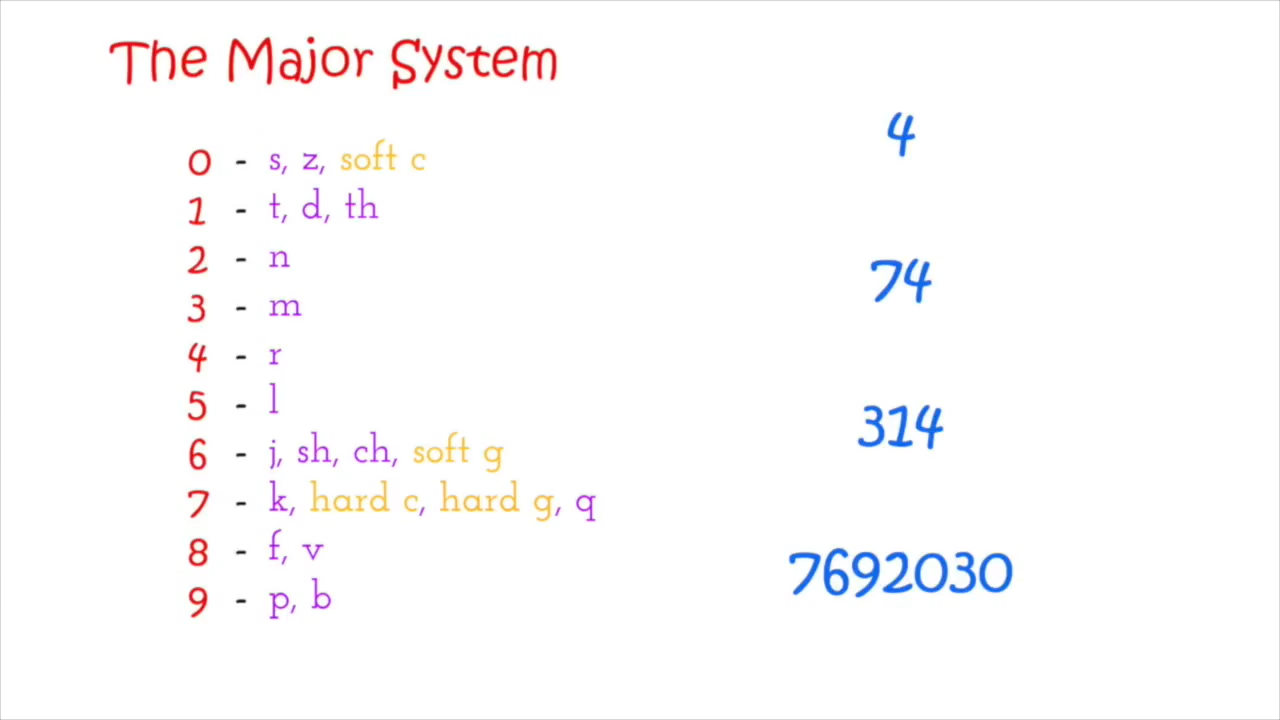 The Major System
0 - s, z, soft c
1 - t, d, th
2 - n
3 - m
4 - r
5 - l
6 - j, sh, ch, soft g
7 - k, hard c, hard g, q
8 - f, v
9 - p, b
4
74
314
7692030